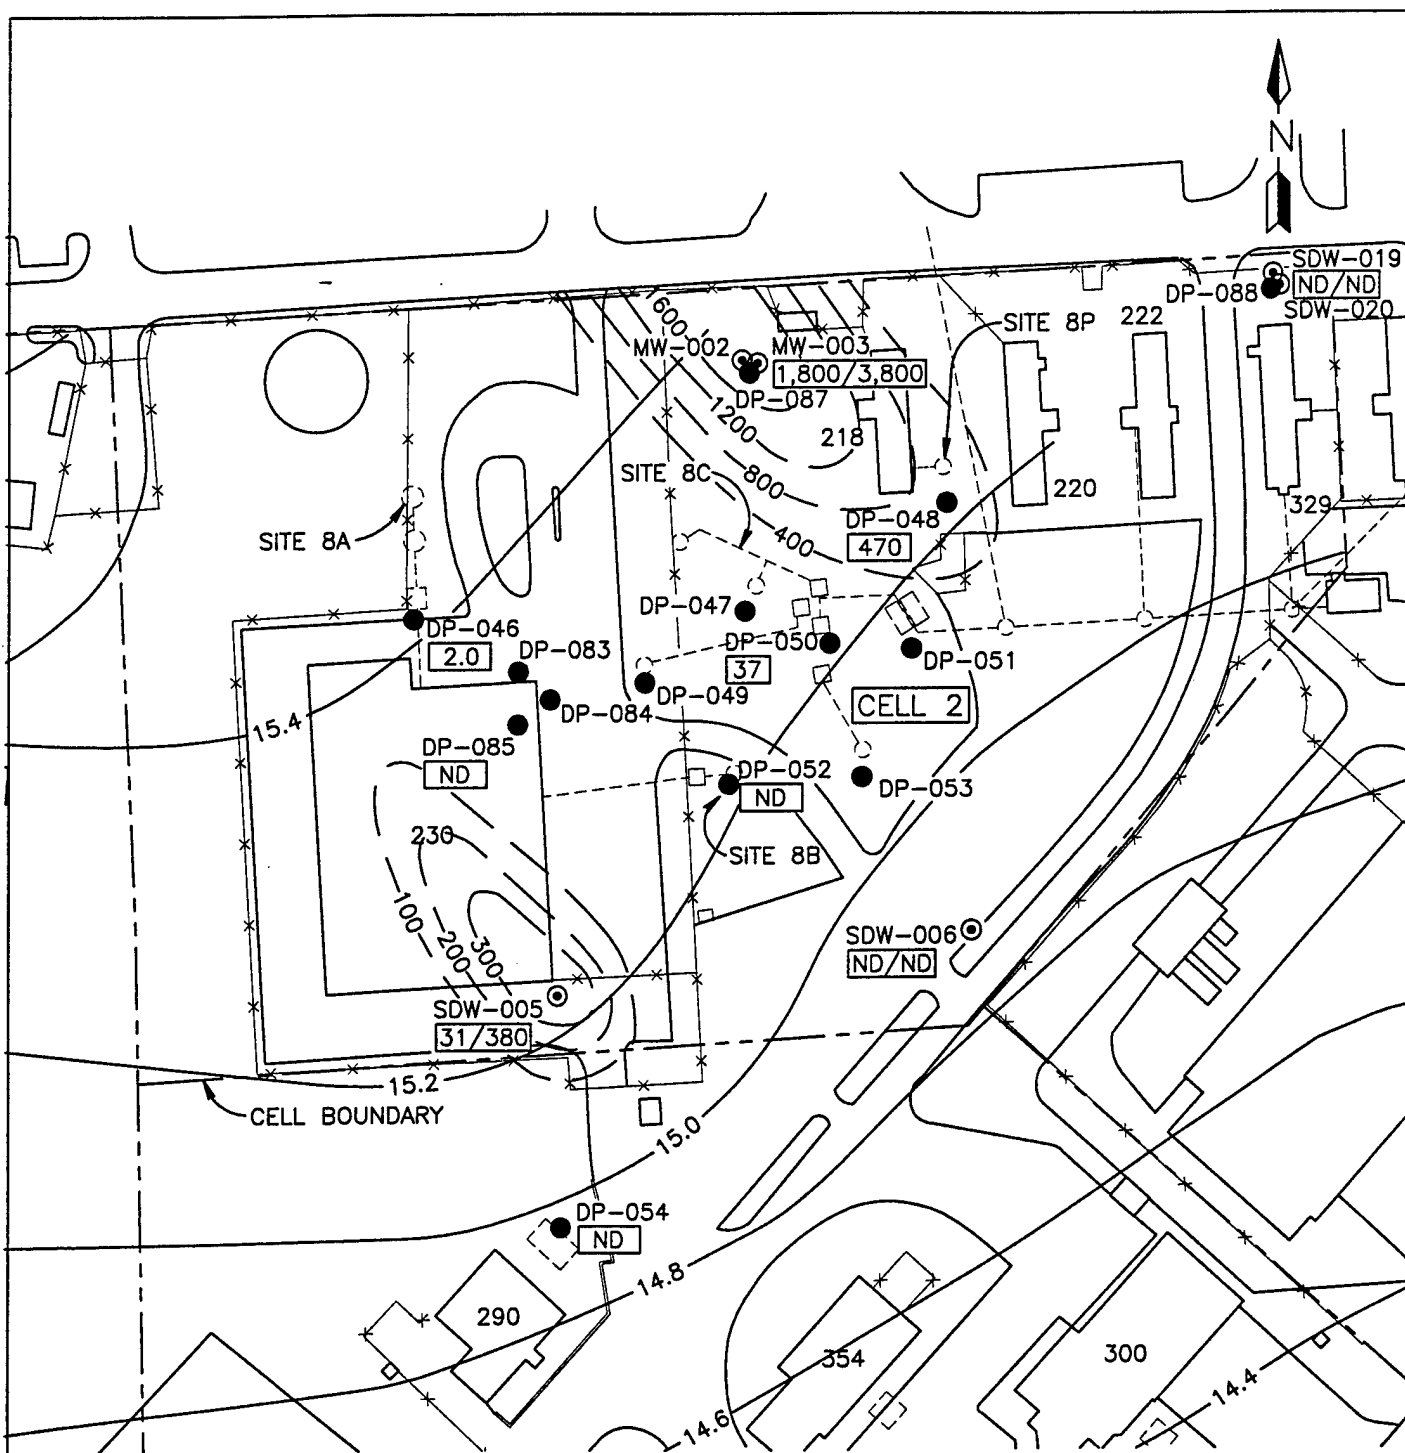 N
SDW-019
ND/ND
DP-088
SDW-020
1600
SITE 8P
222
MW-002
MW-003
1,800/3,800
DP-087
1200
218
SITE 8C
800
220
329
DP-048
470
400
SITE 8A
DP-047
DP-046
2.0
DP-083
DP-050
37
DP-051
DP-049
DP-084
CELL 2
15.4
DP-085
ND
DP-052
ND
DP-053
230
SITE 8B
100
200
300
SDW-006
ND/ND
SDW-005
31/380
15.2
CELL BOUNDARY
15.0
DP-054
ND
14.8
290
354
300
14.4
14.6